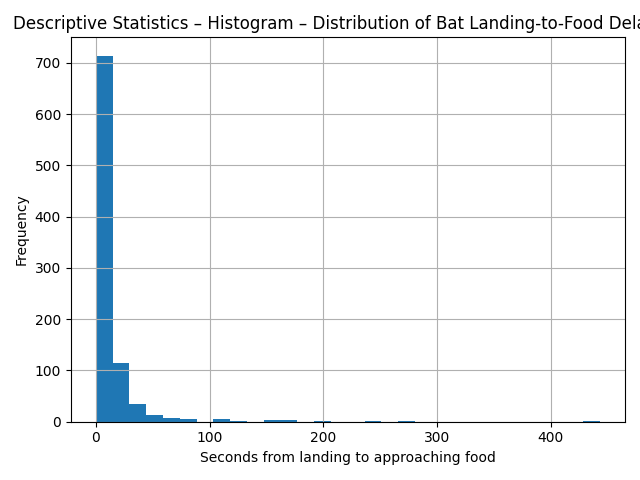 Descriptive Statistics – Histogram – Distribution of Bat Landing-to-Food Dela
700
600
500
400
300
200
100
0
Frequency
0 100 200 300 400
Seconds from landing to approaching food